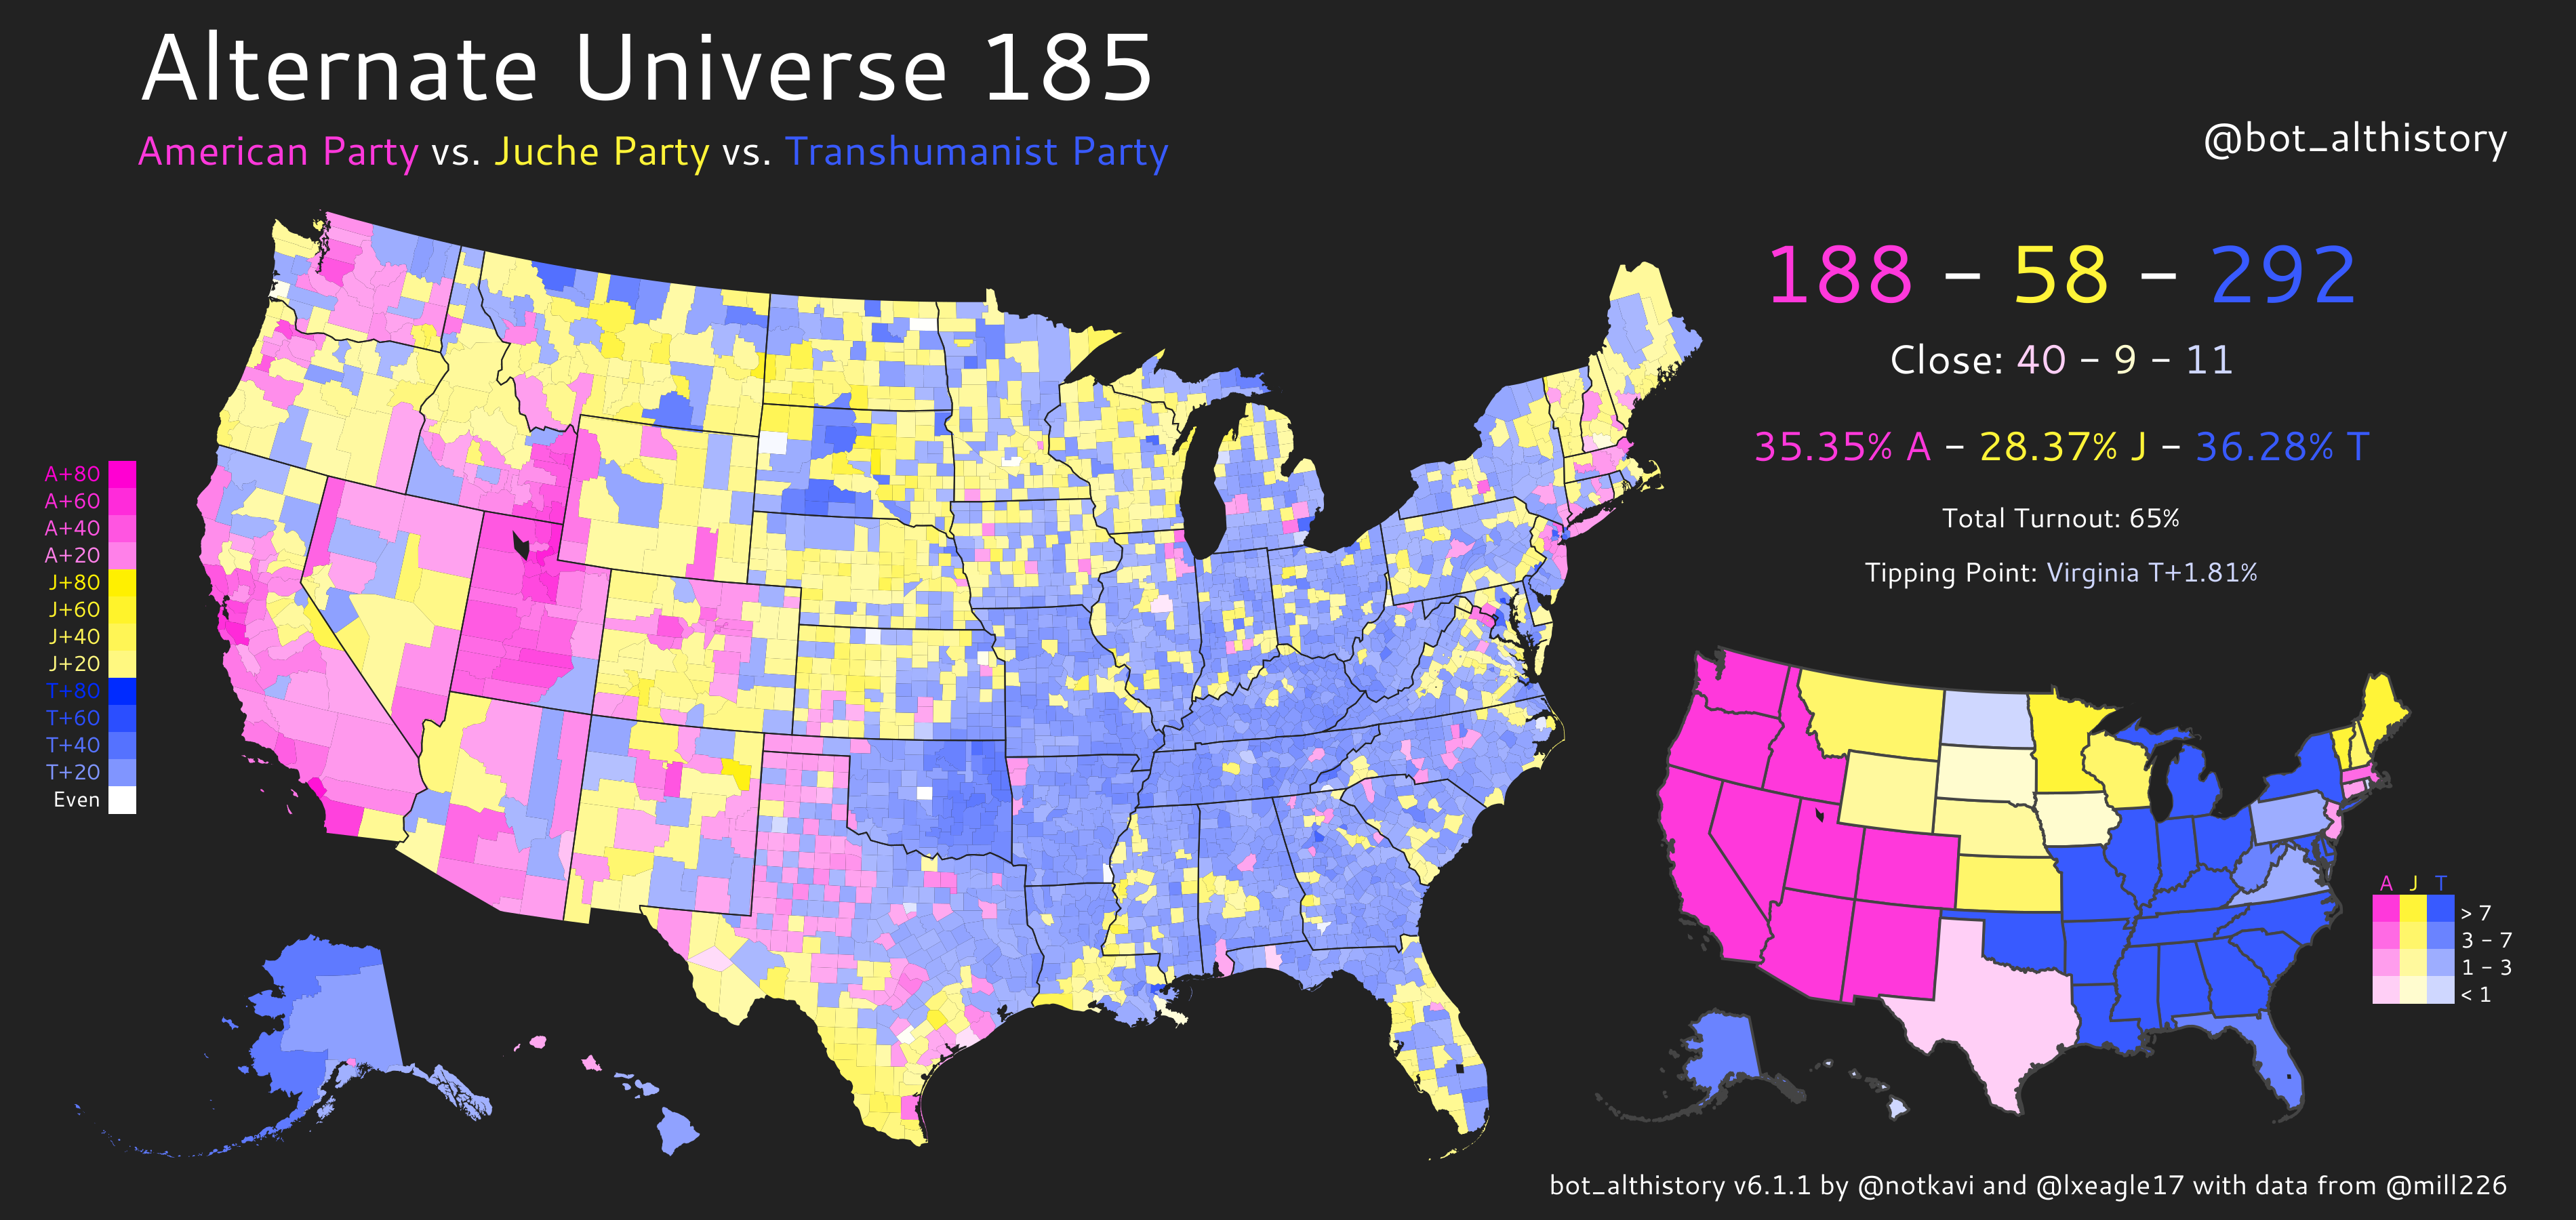 Alternate Universe 185
American Party vs. Juche Party vs. Transhumanist Party
@bot_althistory
188 - 58 - 292
Close: 40 - 9 - 11
35.35% A - 28.37% J - 36.28% T
Total Turnout: 65%
Tipping Point: Virginia T+1.81%
A+80
A+60
A+40
A+20
J+80
J+60
J+40
J+20
T+80
T+60
T+40
T+20
Even
A J T
> 7
3 - 7
1 - 3
< 1
bot_althistory v6.1.1 by @notkavi and @lxeagle17 with data from @mill226